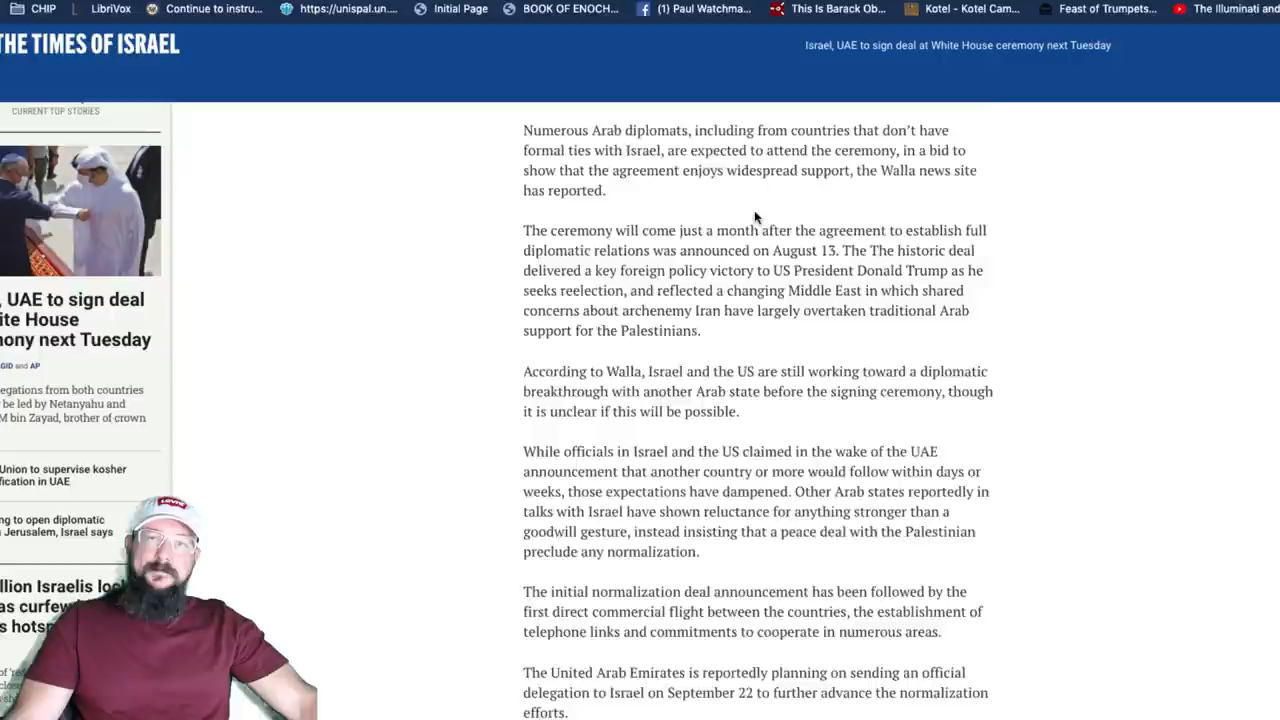 CHIP
LibriVox
Continue to instru...
https://unispal.un....
Initial Page
BOOK OF ENOCH...
(1) Paul Watchma...
This Is Barack Ob...
Kotel - Kotel Cam...
Feast of Trumpets...
The Illuminati and
THE TIMES OF ISRAEL
Israel, UAE to sign deal at White House ceremony next Tuesday
CURRENT TOP STORIES
, UAE to sign deal
ite House
mony next Tuesday
AGID and AP
egations from both countries
be led by Netanyahu and
M bin Zayad, brother of crown
Union to supervise kosher
fication in UAE
ng to open diplomatic
Jerusalem, Israel says
llion Israelis loc
as curfew
s hotsp
Numerous Arab diplomats, including from countries that don't have
formal ties with Israel, are expected to attend the ceremony, in a bid to
show that the agreement enjoys widespread support, the Walla news site
has reported.
The ceremony will come just a month after the agreement to establish full
diplomatic relations was announced on August 13. The The historic deal
delivered a key foreign policy victory to US President Donald Trump as he
seeks reelection, and reflected a changing Middle East in which shared
concerns about archenemy Iran have largely overtaken traditional Arab
support for the Palestinians.
According to Walla, Israel and the US are still working toward a diplomatic
breakthrough with another Arab state before the signing ceremony, though
it is unclear if this will be possible.
While officials in Israel and the US claimed in the wake of the UAE
announcement that another country or more would follow within days or
weeks, those expectations have dampened. Other Arab states reportedly in
talks with Israel have shown reluctance for anything stronger than a
goodwill gesture, instead insisting that a peace deal with the Palestinian
preclude any normalization.
The initial normalization deal announcement has been followed by the
first direct commercial flight between the countries, the establishment of
telephone links and commitments to cooperate in numerous areas.
The United Arab Emirates is reportedly planning on sending an official
delegation to Israel on September 22 to further advance the normalization
efforts.